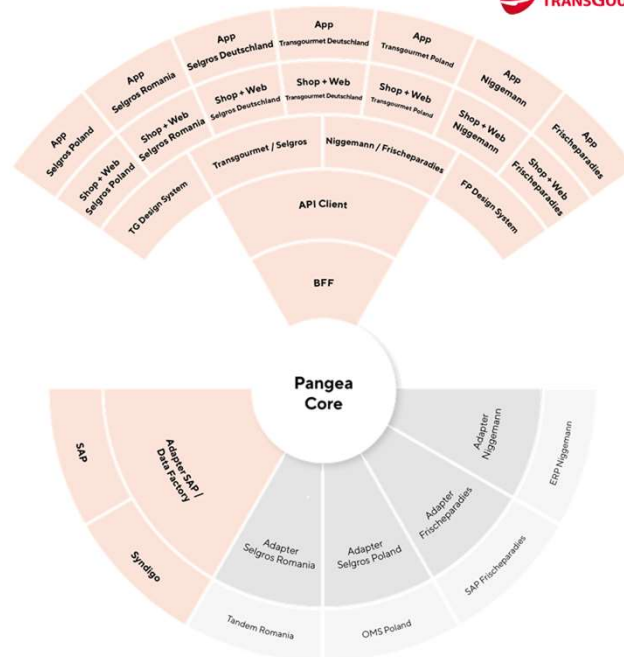 TRANSGOU
App
Selgros Poland
App
Selgros Romania
App
Selgros Deutschland
App
Transgourmet Deutschland
App
Transgourmet Poland
App
Niggemann
App
Frischeparadies
Shop + Web
Selgros Poland
Shop + Web
Selgros Romania
Shop + Web
Selgros Deutschland
Shop + Web
Transgourmet Deutschland
Shop + Web
Transgourmet Poland
Shop + Web
Niggemann
Shop + Web
Frischeparadies
TG Design System
Transgourmet / Selgros
Niggemann / Frischeparadies
FP Design System
API Client
BFF
Pangea
Core
SAP
Adapter SAP /
Data Factory
Syndigo
Adapter
Selgros Romania
Adapter
Selgros Poland
Adapter
Frischeparadies
Adapter
Niggemann
Tandem Romania
OMS Poland
SAP Frischeparadies
ERP Niggemann